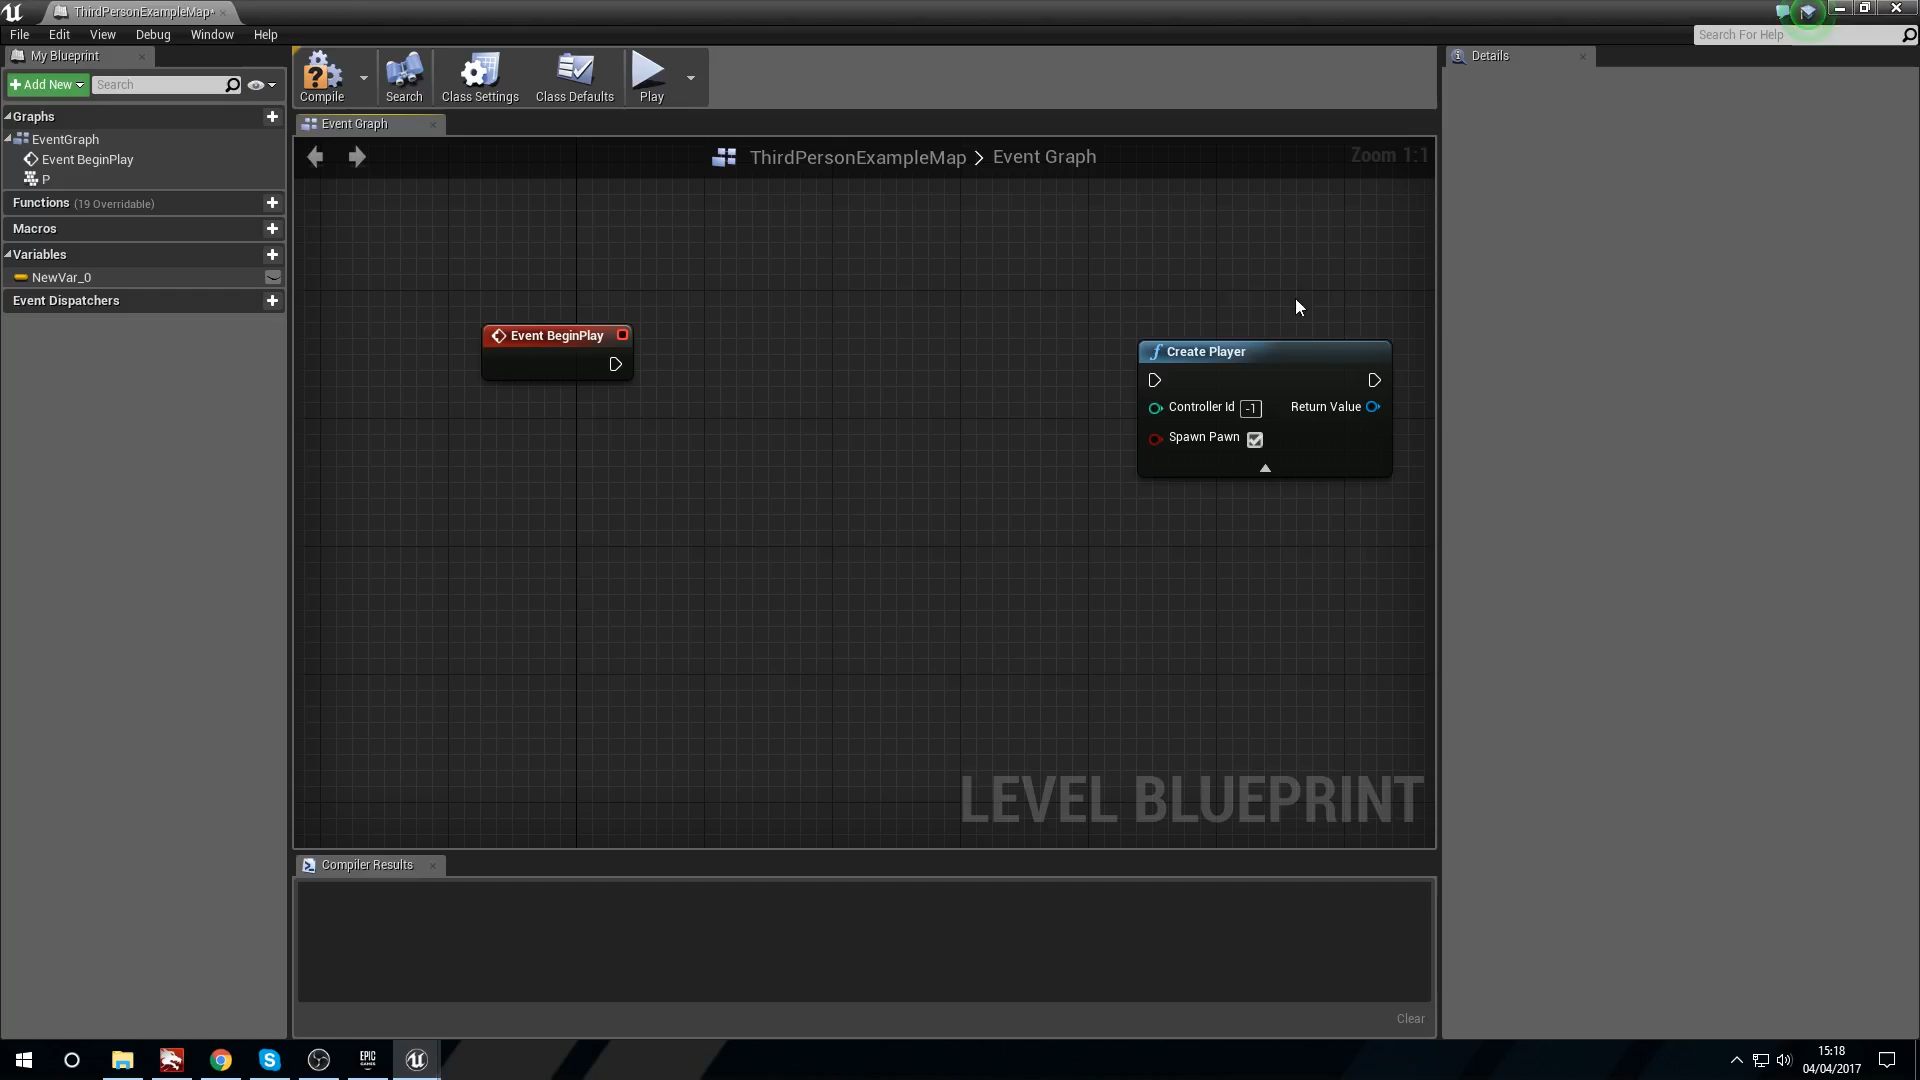 ThirdPersonExampleMap*
File Edit View Debug Window Help
Search For Help
My Blueprint
Add New Search
Graphs
EventGraph
Event BeginPlay
P
Functions (19 Overridable)
Macros
Variables
NewVar_0
Event Dispatchers
Compile Search Class Settings Class Defaults Play
Event Graph
ThirdPersonExampleMap > Event Graph
Zoom 1:1
Event BeginPlay
Create Player
Controller Id -1 Return Value
Spawn Pawn
LEVEL BLUEPRINT
Compiler Results
Clear
Details
EPIC
GAMES
15:18
04/04/2017